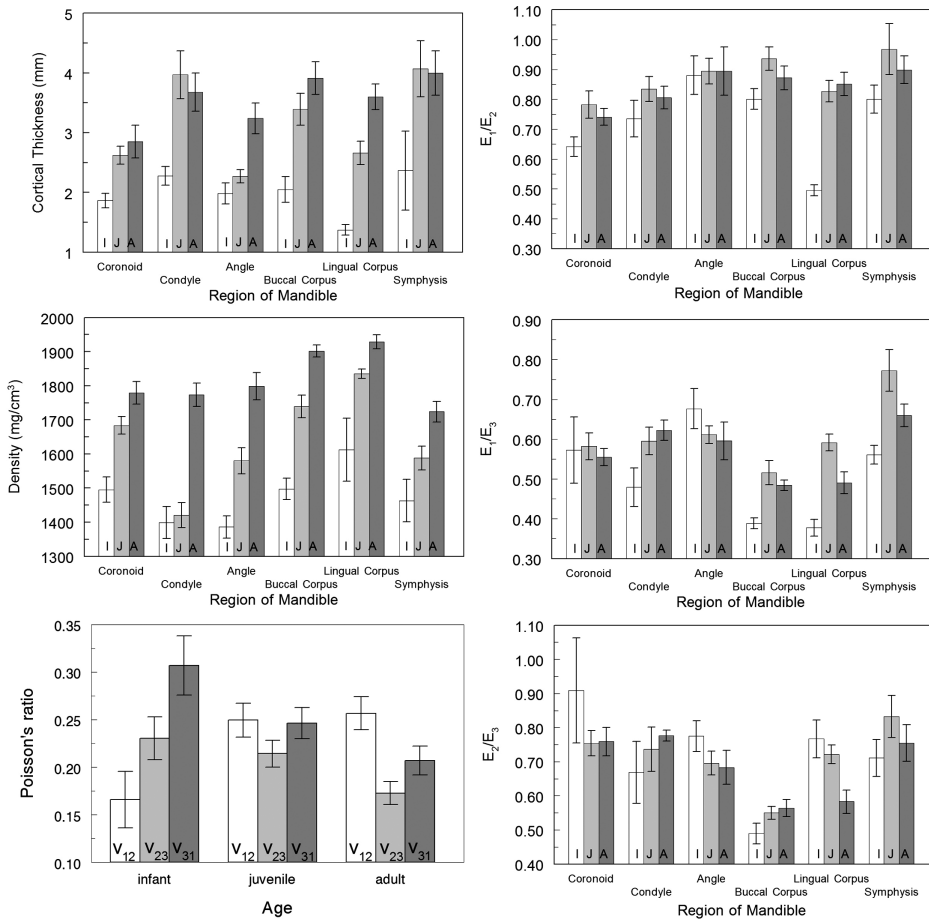 5
4
3
2
1
Cortical Thickness (mm)
I J A I J A I J A I J A I J A I J A
Coronoid Angle Lingual Corpus
Condyle Buccal Corpus Symphysis
Region of Mandible
1.10
1.00
0.90
0.80
0.70
0.60
0.50
0.40
0.30
E1/E2
I J A I J A I J A I J A I J A I J A
Coronoid Angle Lingual Corpus
Condyle Buccal Corpus Symphysis
Region of Mandible
2000
1900
1800
1700
1600
1500
1400
1300
Density (mg/cm³)
I J A I J A I J A I J A I J A I J A
Coronoid Angle Lingual Corpus
Condyle Buccal Corpus Symphysis
Region of Mandible
0.90
0.80
0.70
0.60
0.50
0.40
0.30
E1/E3
I J A I J A I J A I J A I J A I J A
Coronoid Angle Lingual Corpus
Condyle Buccal Corpus Symphysis
Region of Mandible
0.35
0.30
0.25
0.20
0.15
0.10
Poisson's ratio
V12 V23 V31 V12 V23 V31 V12 V23 V31
infant juvenile adult
Age
1.10
1.00
0.90
0.80
0.70
0.60
0.50
0.40
E2/E3
I J A I J A I J A I J A I J A I J A
Coronoid Angle Lingual Corpus
Condyle Buccal Corpus Symphysis
Region of Mandible